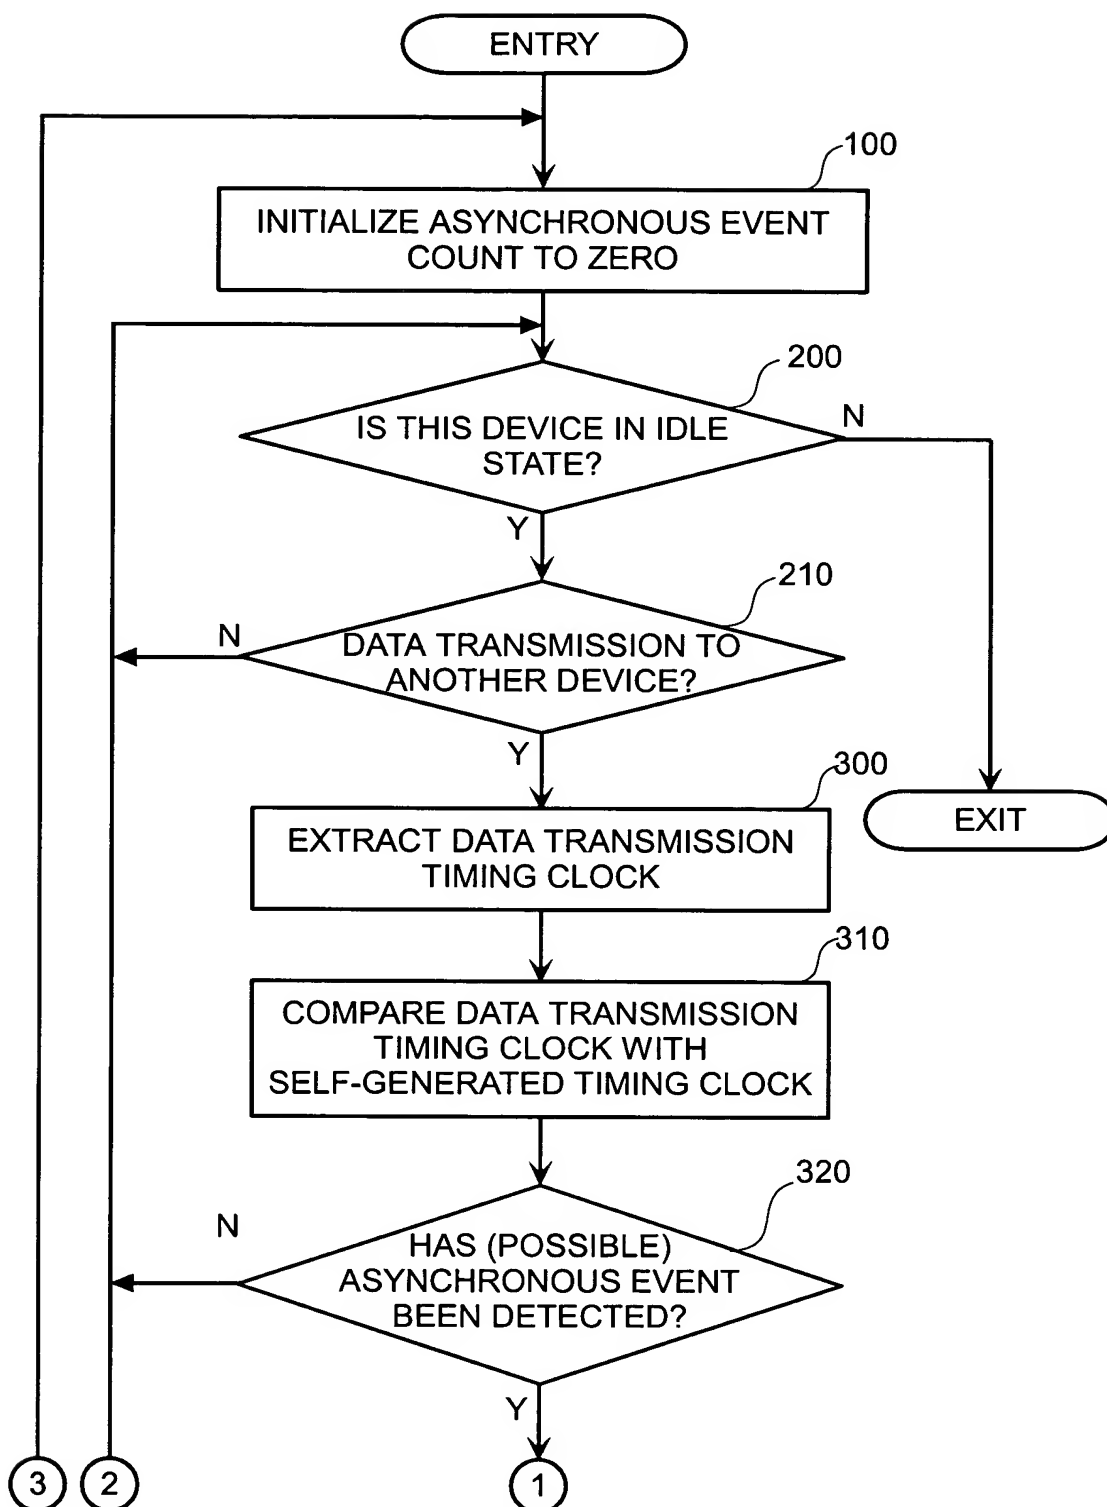 ENTRY
100
INITIALIZE ASYNCHRONOUS EVENT
COUNT TO ZERO
200
IS THIS DEVICE IN IDLE
STATE?
N
Y
210
DATA TRANSMISSION TO
ANOTHER DEVICE?
N
Y
300
EXTRACT DATA TRANSMISSION
TIMING CLOCK
EXIT
310
COMPARE DATA TRANSMISSION
TIMING CLOCK WITH
SELF-GENERATED TIMING CLOCK
320
HAS (POSSIBLE)
ASYNCHRONOUS EVENT
BEEN DETECTED?
N
Y
3
2
1